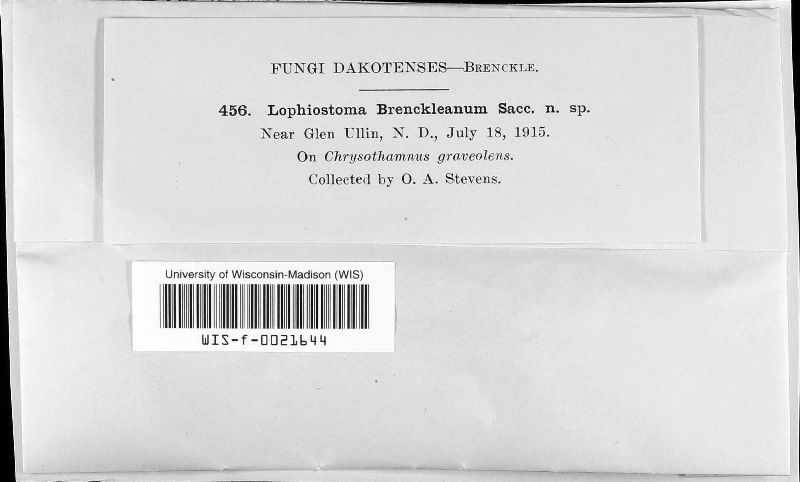 FUNGI DAKOTENSES—BRENCKLE.
456. Lophiostoma Brenckleanum Sacc. n. sp.
Near Glen Ullin, N. D., July 18, 1915.
On Chrysothamnus graveolens.
Collected by O. A. Stevens.
University of Wisconsin-Madison (WIS)
WIS-f-0021644